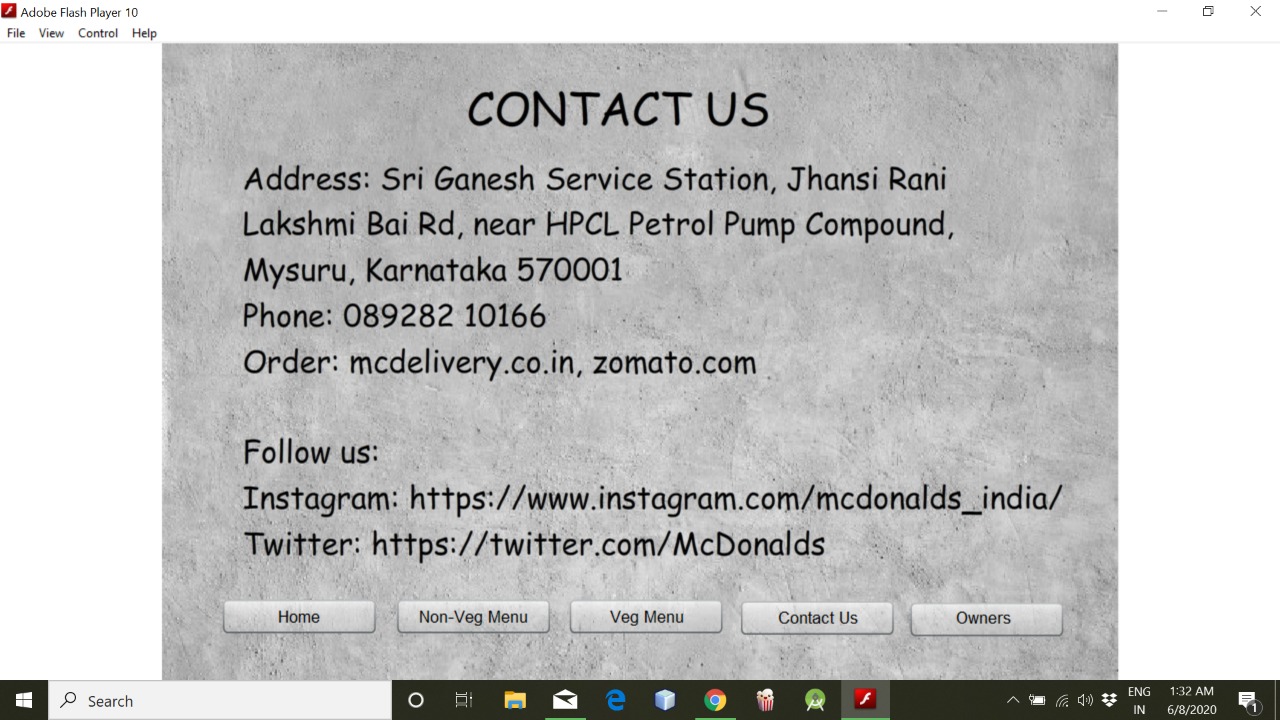 Adobe Flash Player 10
File View Control Help
CONTACT US
Address: Sri Ganesh Service Station, Jhansi Rani
Lakshmi Bai Rd, near HPCL Petrol Pump Compound,
Mysuru, Karnataka 570001
Phone: 089282 10166
Order: mcdelivery.co.in, zomato.com
Follow us:
Instagram: https://www.instagram.com/mcdonalds_india/
Twitter: https://twitter.com/McDonalds
Home Non-Veg Menu Veg Menu Contact Us Owners
Search
ENG 1:32 AM
IN 6/8/2020 1